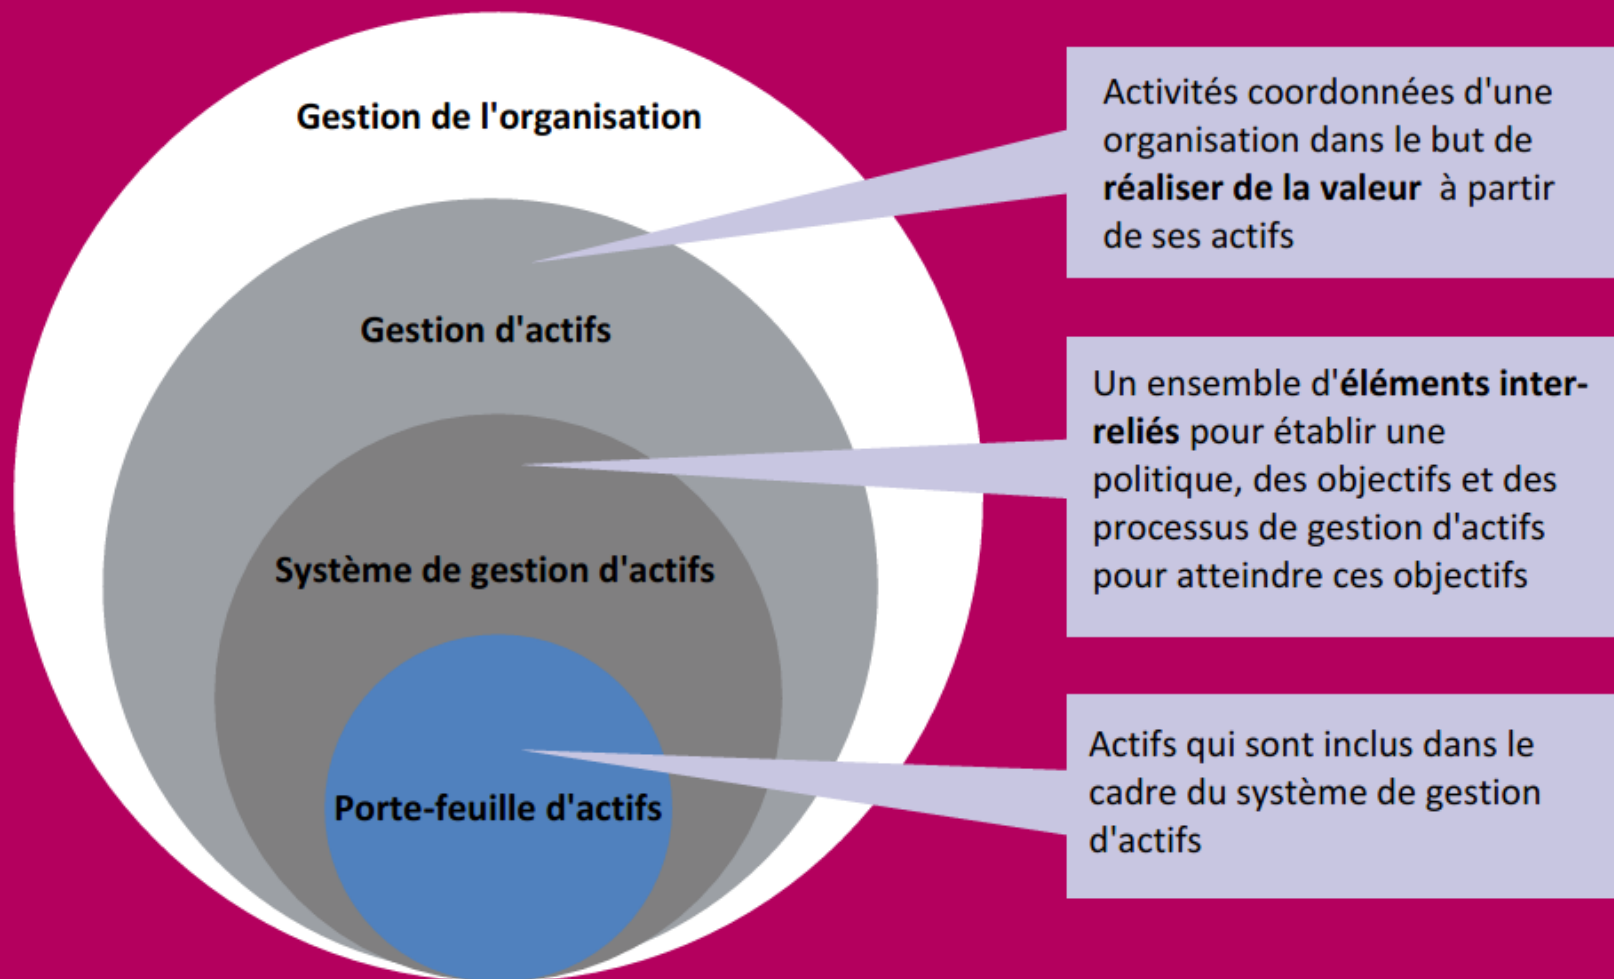 Gestion de l'organisation
Gestion d'actifs
Système de gestion d'actifs
Porte-feuille d'actifs
Activités coordonnées d'une
organisation dans le but de
réaliser de la valeur à partir
de ses actifs
Un ensemble d'éléments inter-
reliés pour établir une
politique, des objectifs et des
processus de gestion d'actifs
pour atteindre ces objectifs
Actifs qui sont inclus dans le
cadre du système de gestion
d'actifs